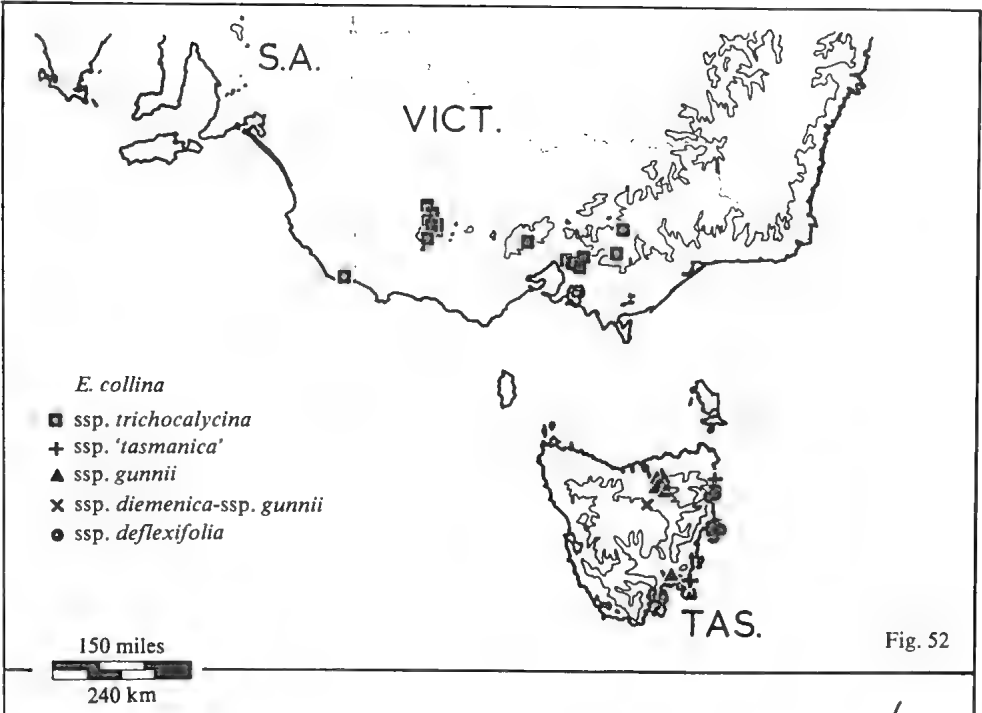 S.A.
VICT.
E. collina
ssp. trichocalycina
ssp. 'tasmanica'
ssp. gunnii
ssp. diemenica-ssp. gunnii
ssp. deflexifolia
TAS.
Fig. 52
150 miles
240 km